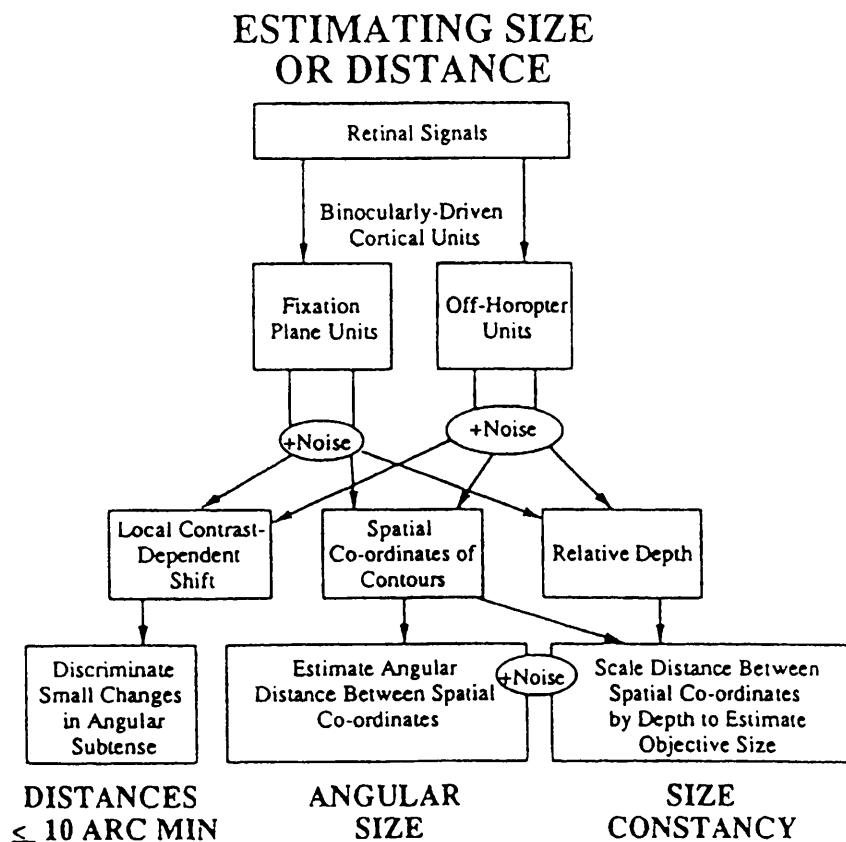 ESTIMATING SIZE
OR DISTANCE
Retinal Signals
Binocularly-Driven
Cortical Units
Fixation
Plane Units
Off-Horopter
Units
+Noise
+Noise
Local Contrast-
Dependent
Shift
Spatial
Co-ordinates of
Contours
Relative Depth
Discriminate
Small Changes
in Angular
Subtense
Estimate Angular
Distance Between Spatial
Co-ordinates
+Noise
Scale Distance Between
Spatial Co-ordinates
by Depth to Estimate
Objective Size
DISTANCES
≤ 10 ARC MIN
ANGULAR
SIZE
SIZE
CONSTANCY